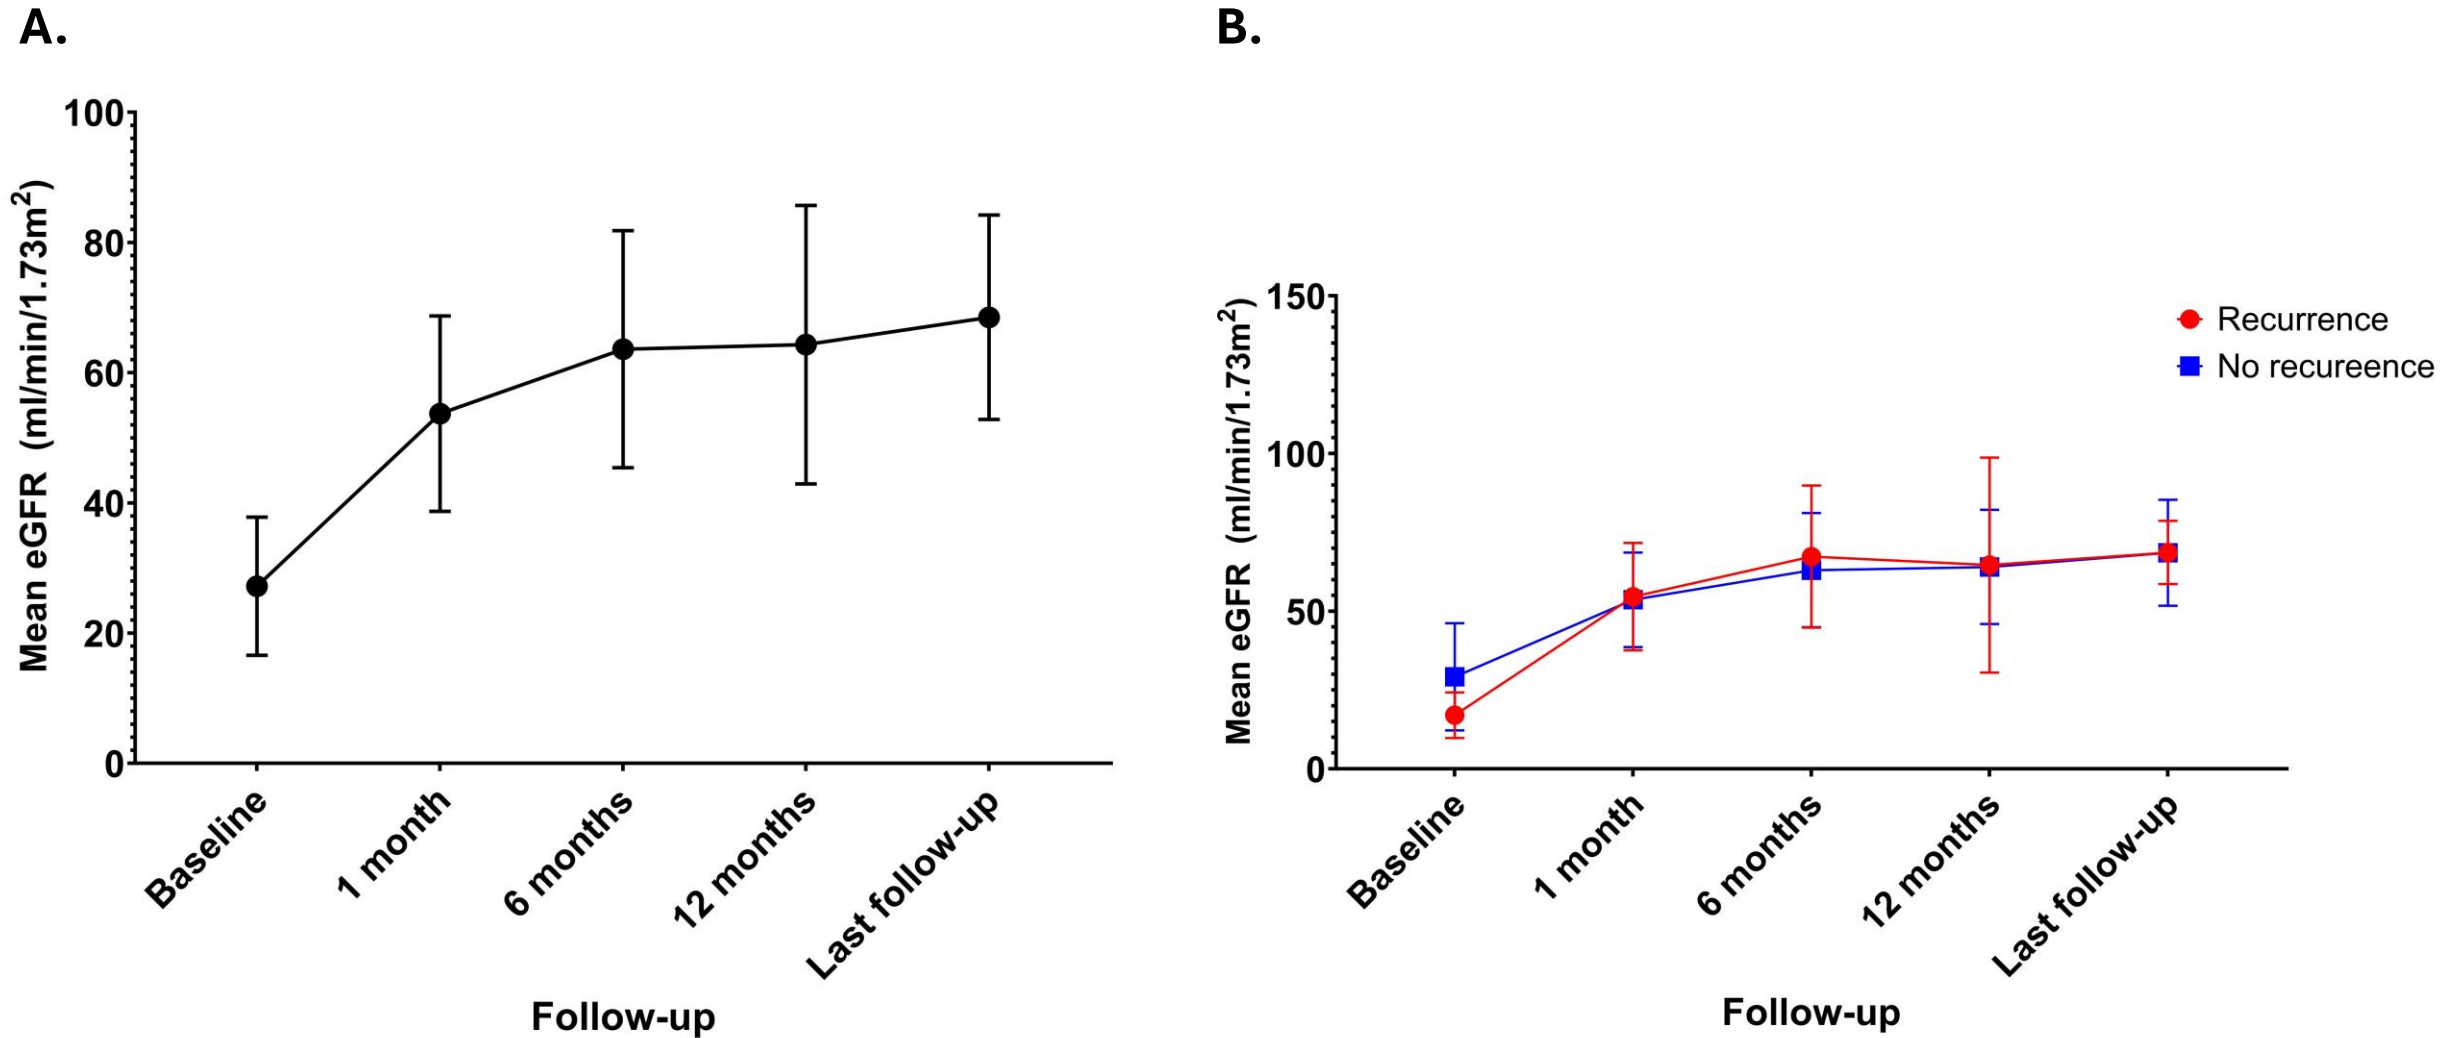 A.
100
80
60
40
20
0
Mean eGFR (ml/min/1.73m²)
Baseline
1 month
6 months
12 months
Last follow-up
Follow-up
B.
150
100
50
0
Mean eGFR (ml/min/1.73m²)
Recurrence
No recureence
Baseline
1 month
6 months
12 months
Last follow-up
Follow-up